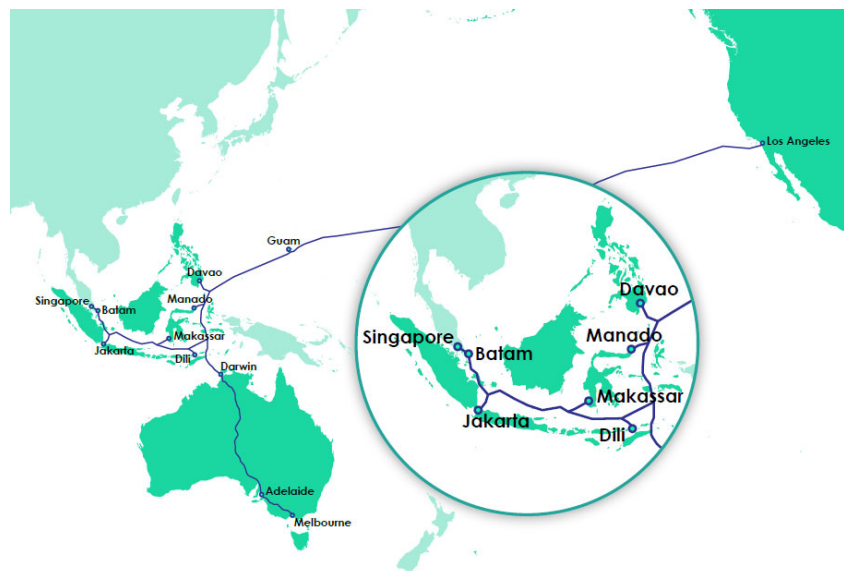 Los Angeles
Guam
Davao
Manado
Singapore
Batam
Makassar
Jakarta
Dili
Darwin
Adelaide
Melbourne
Davao
Manado
Singapore
Batam
Makassar
Jakarta
Dili